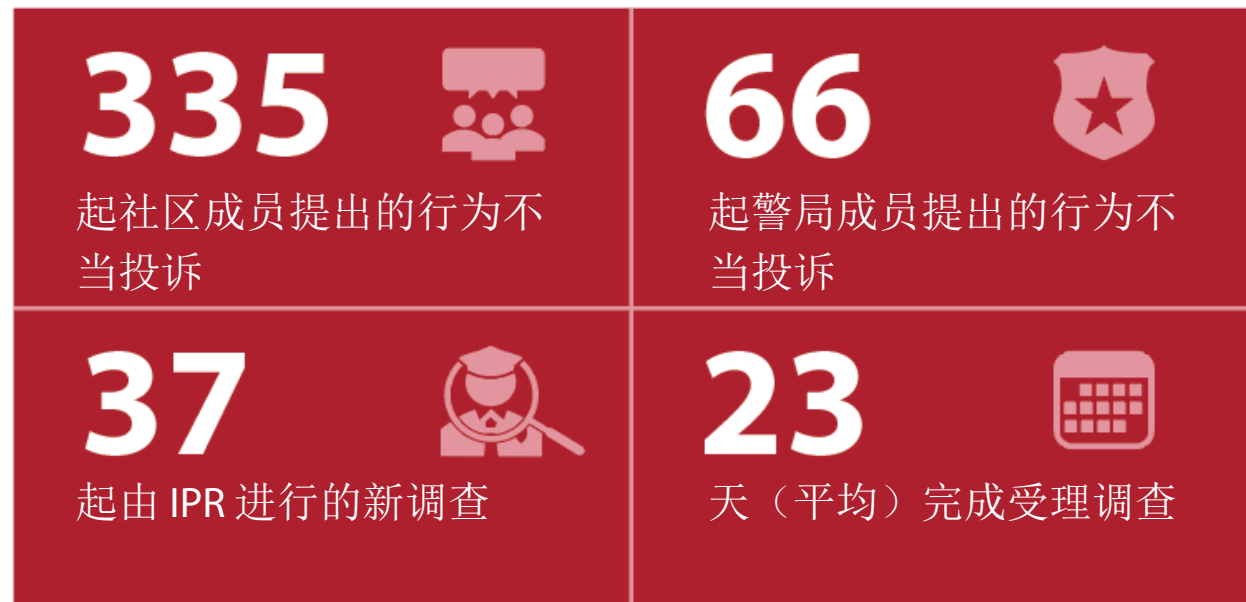 335
起社区成员提出的行为不
当投诉
66
起警局成员提出的行为不
当投诉
37
起由 IPR 进行的新调查
23
天（平均）完成受理调查